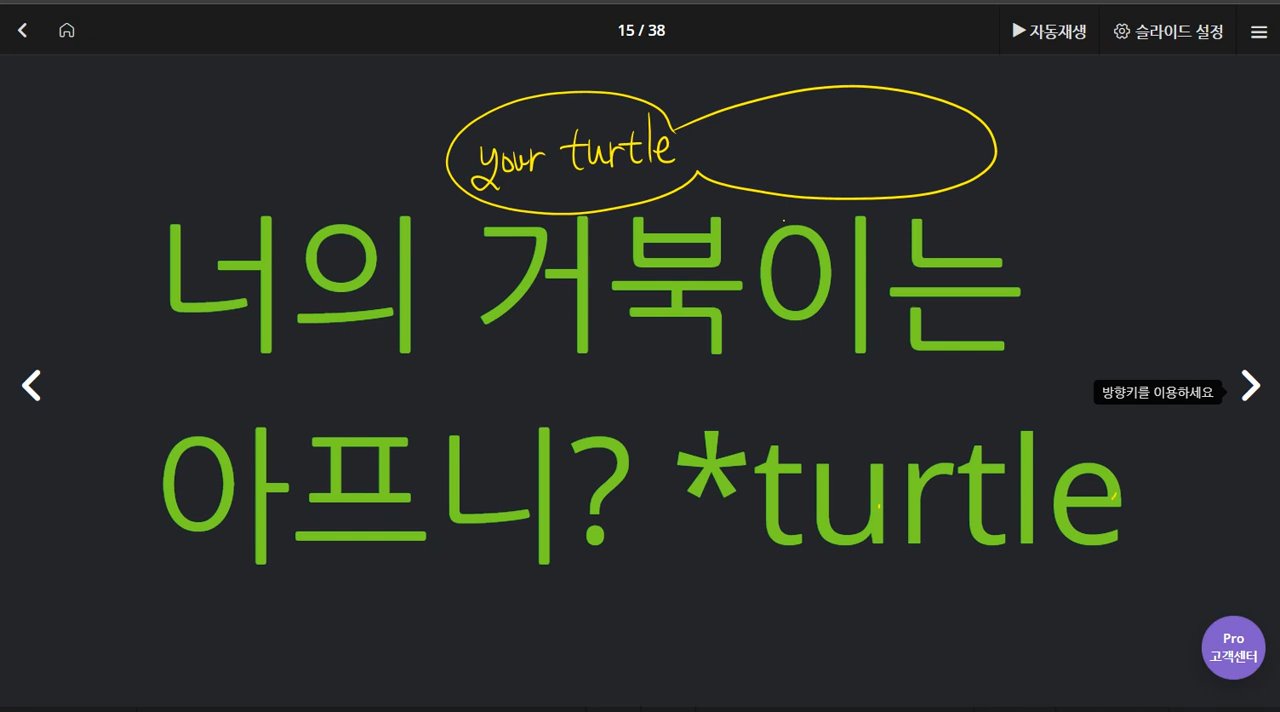 15 / 38
자동재생
슬라이드 설정
your turtle
너의 거북이는
아프니? *turtle
방향키를 이용하세요
Pro
고객센터